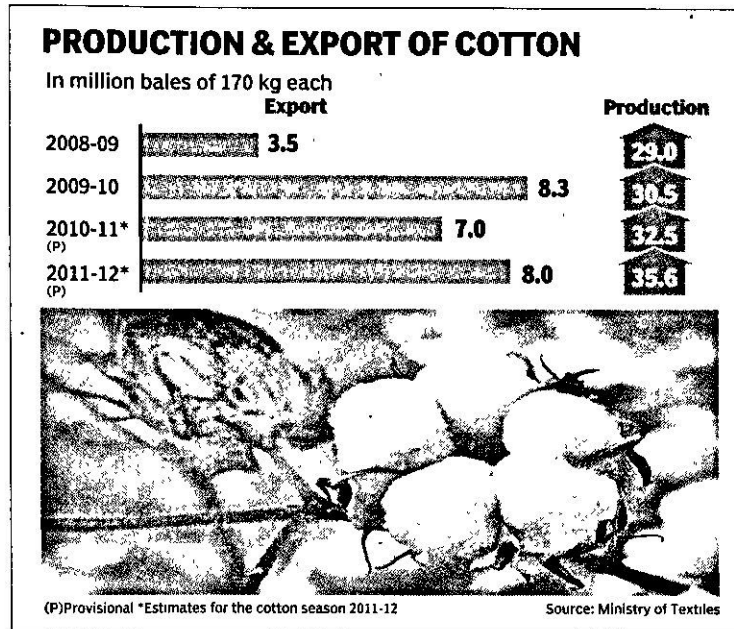 PRODUCTION & EXPORT OF COTTON
In million bales of 170 kg each
Export Production
2008-09 3.5 29.0
2009-10 8.3 30.5
2010-11* 7.0 32.5
(P)
2011-12* 8.0 35.6
(P)
(P)Provisional *Estimates for the cotton season 2011-12 Source: Ministry of Textiles